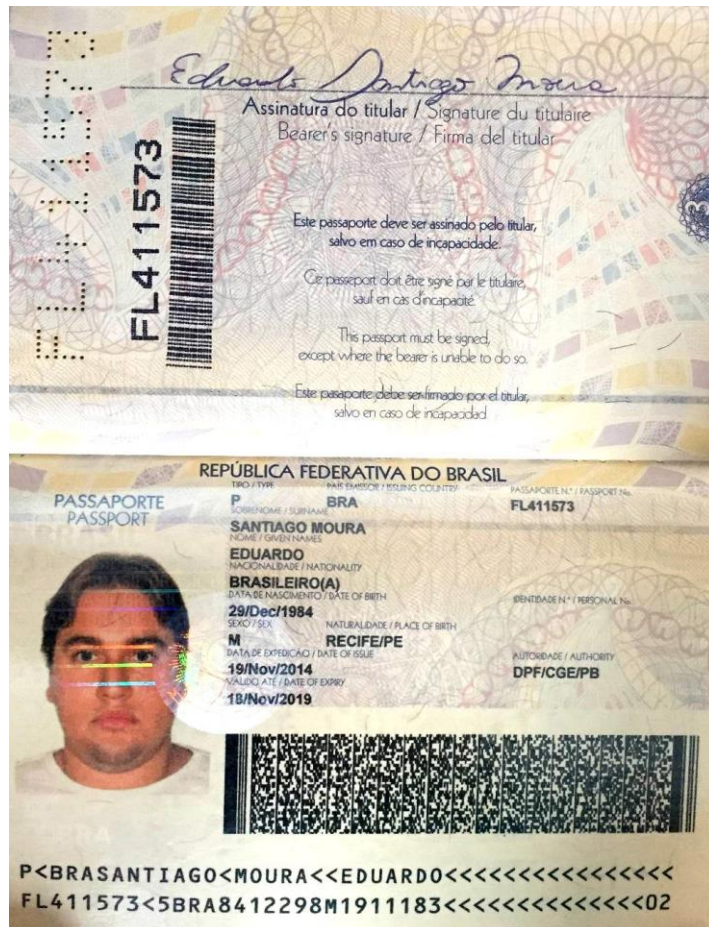 Eduardo Santiago Moura
Assinatura do titular / Signature du titulaire
Bearer's signature / Firma del titular
FL411573
FL411573
Este passaporte deve ser assinado pelo titular,
salvo em caso de incapacidade.
Ce passeport doit être signé par le titulaire,
sauf en cas d'incapacité.
This passport must be signed,
except where the bearer is unable to do so.
Este pasaporte debe ser firmado por el titular,
salvo en caso de incapacidad
REPÚBLICA FEDERATIVA DO BRASIL
PASSAPORTE
PASSPORT
TIPO / TYPE PAÍS EMISSOR / ISSUING COUNTRY PASSAPORTE N.º / PASSPORT No.
P BRA FL411573
SOBRENOME / SURNAME
SANTIAGO MOURA
NOME / GIVEN NAMES
EDUARDO
NACIONALIDADE / NATIONALITY
BRASILEIRO(A)
DATA DE NASCIMENTO / DATE OF BIRTH IDENTIDADE N.º / PERSONAL No.
29/Dec/1984
SEXO / SEX NATURALIDADE / PLACE OF BIRTH
M RECIFE/PE
DATA DE EXPEDIÇÃO / DATE OF ISSUE AUTORIDADE / AUTHORITY
19/Nov/2014 DPF/CGE/PB
VÁLIDO ATÉ / DATE OF EXPIRY
18/Nov/2019
P<BRASANTIAGO<MOURA<<EDUARDO<<<<<<<<<<<<<<<<
FL411573<5BRA8412298M1911183<<<<<<<<<<<<<<02